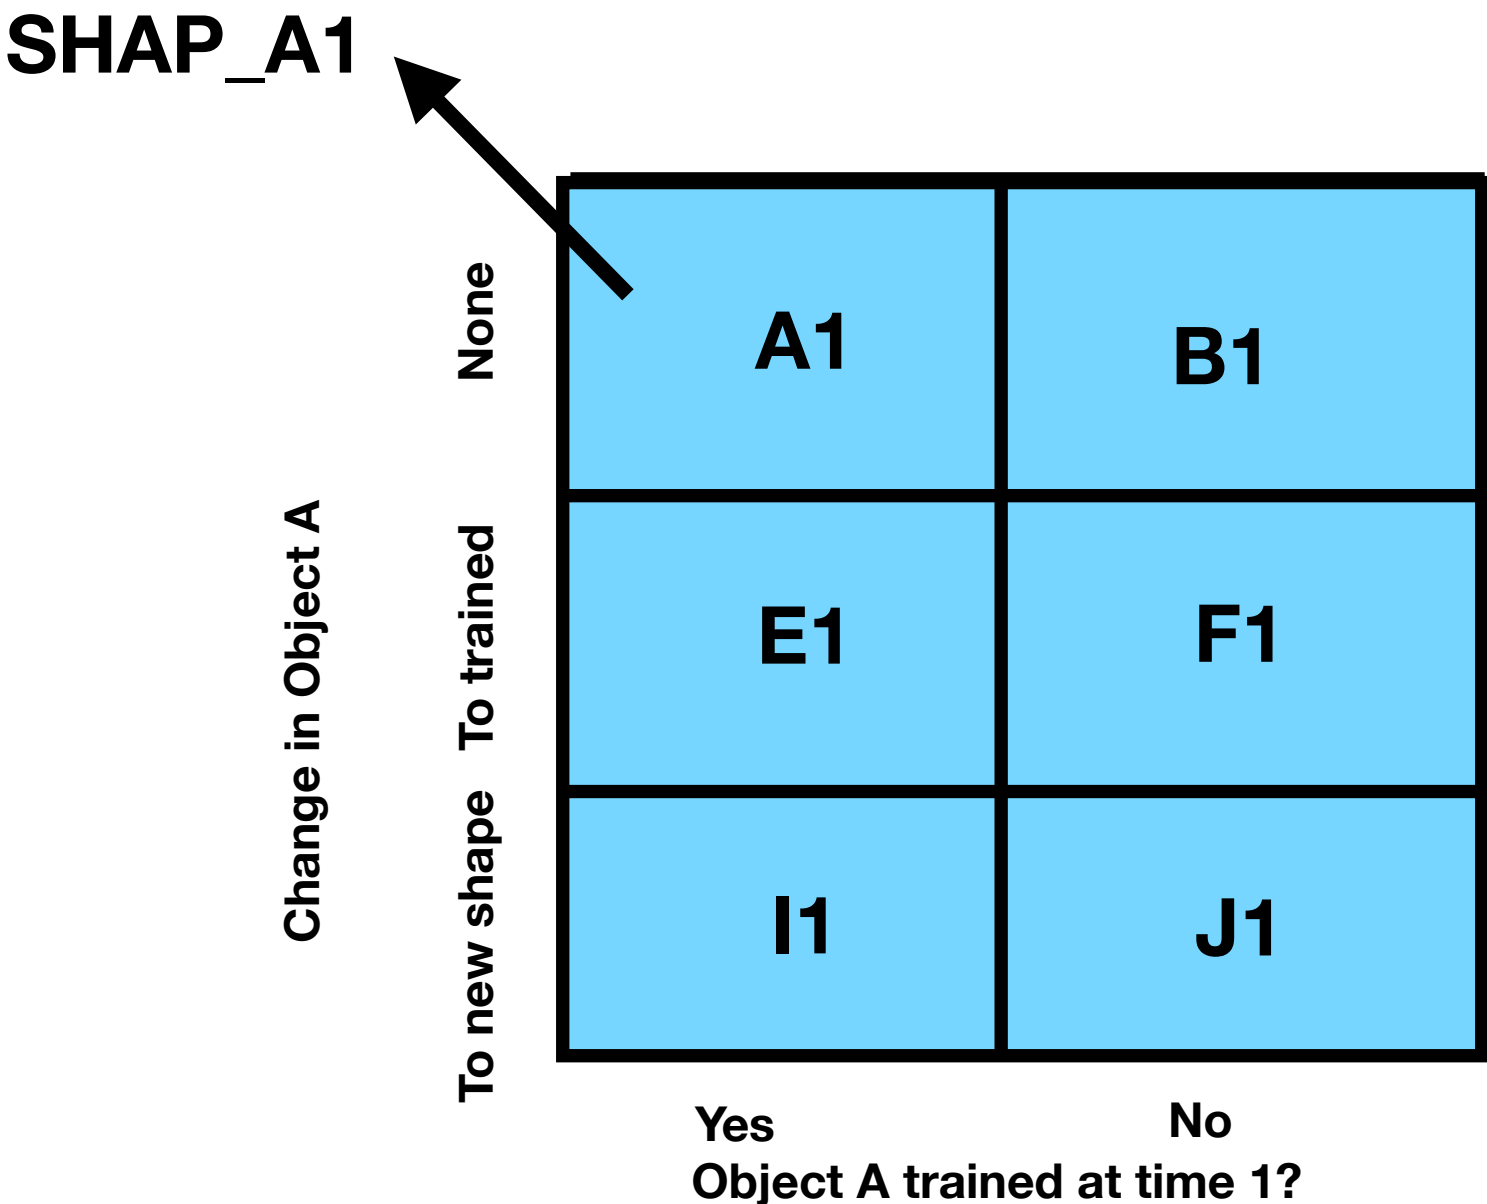 SHAP_A1
None
A1
B1
Change in Object A
To trained
E1
F1
To new shape
I1
J1
Yes
No
Object A trained at time 1?